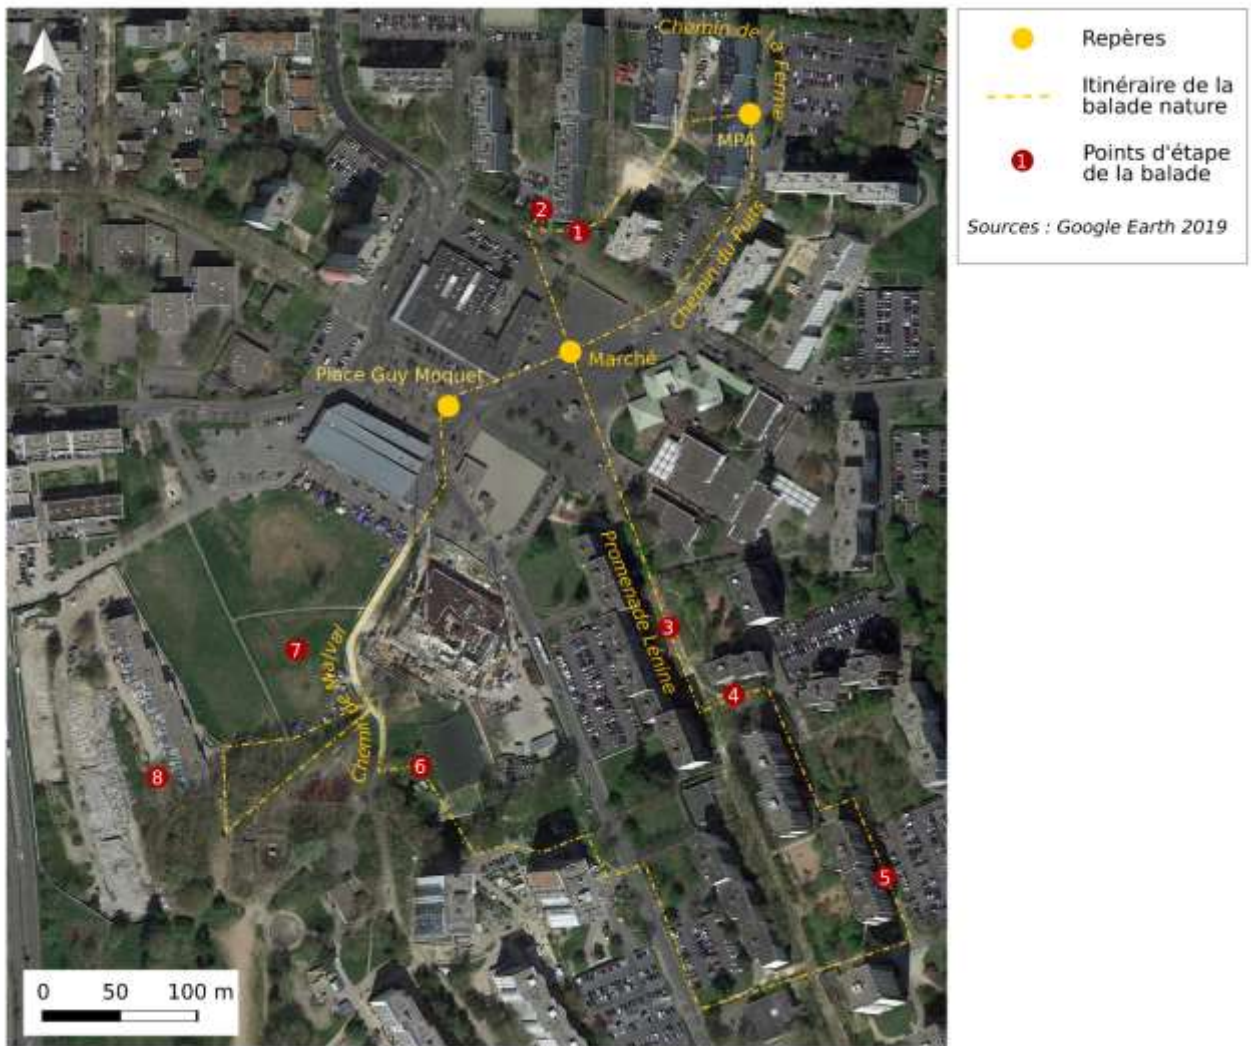 Chemin de la Ferme
MPA
2
1
Chemin du Puits
Marché
Place Guy Moquet
Promenade Lénine
3
7
Chemin de Malval
4
6
8
5
0 50 100 m
Repères
Itinéraire de la
balade nature
1 Points d'étape
de la balade
Sources : Google Earth 2019